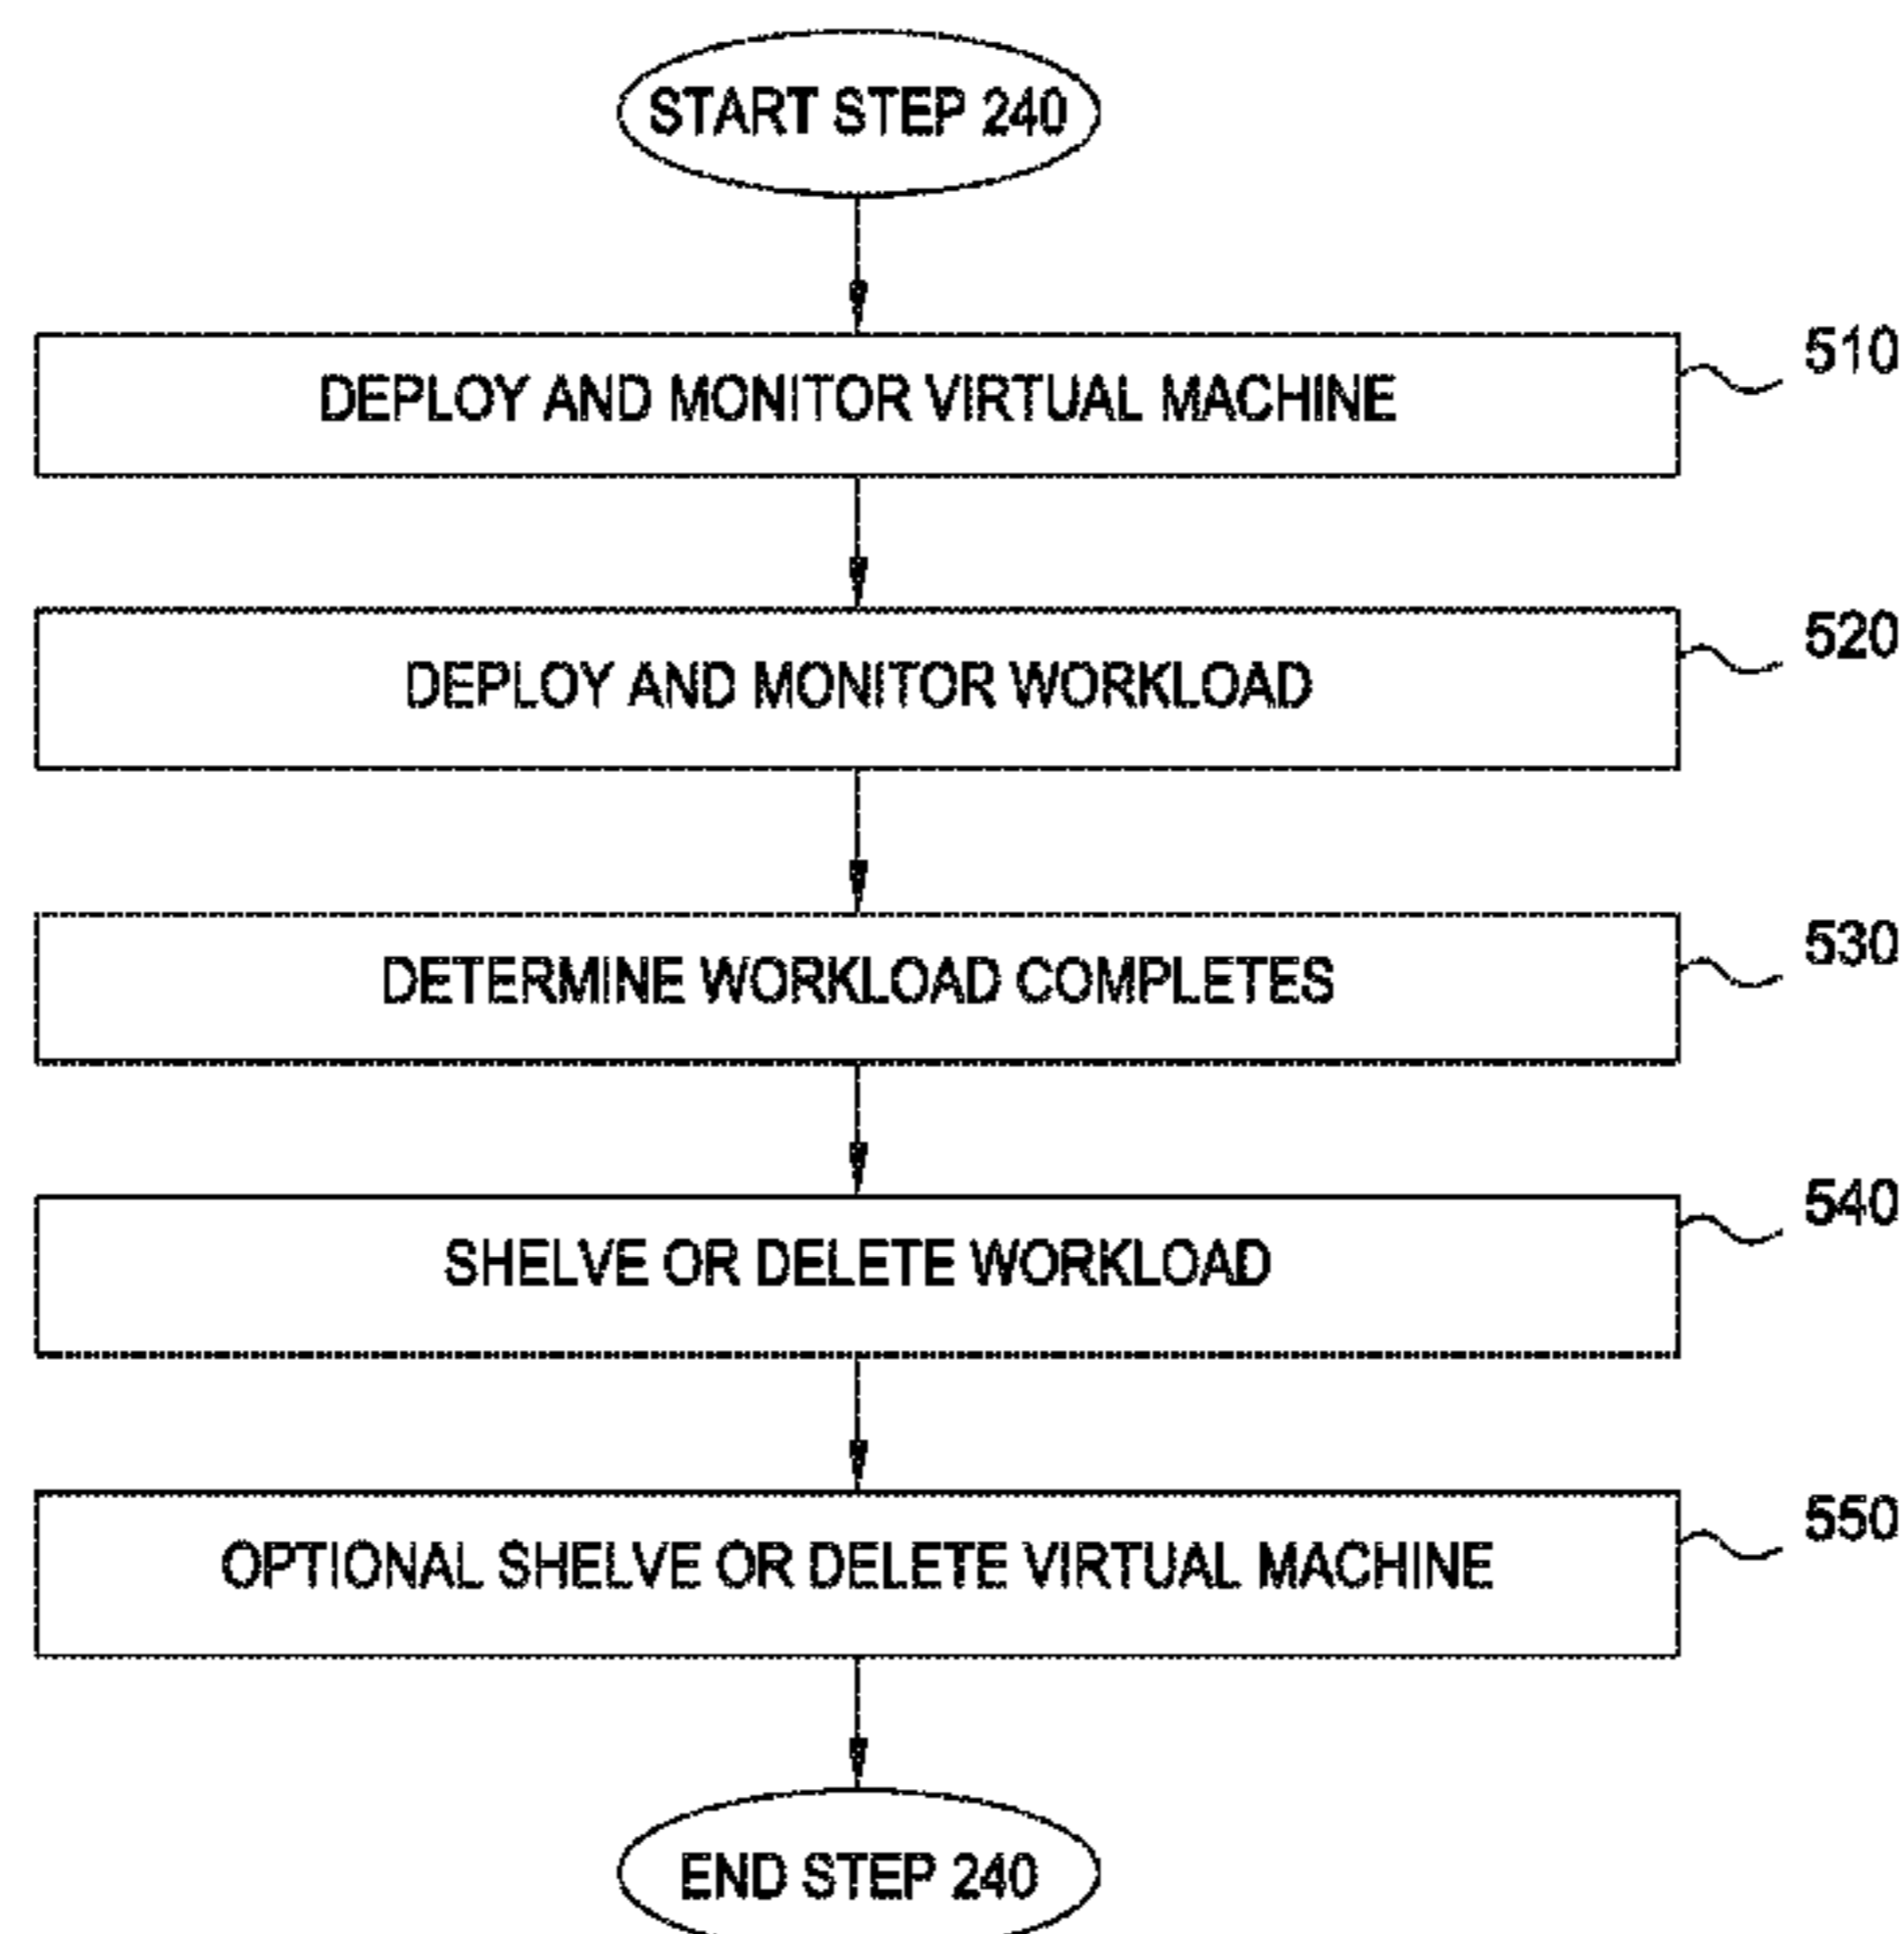 START STEP 240
DEPLOY AND MONITOR VIRTUAL MACHINE
510
DEPLOY AND MONITOR WORKLOAD
520
DETERMINE WORKLOAD COMPLETES
530
SHELVE OR DELETE WORKLOAD
540
OPTIONAL SHELVE OR DELETE VIRTUAL MACHINE
550
END STEP 240